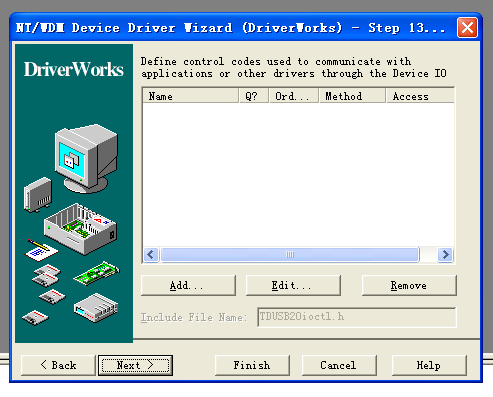 NT/WDM Device Driver Wizard (DriverWorks) - Step 13...
DriverWorks
Define control codes used to communicate with
applications or other drivers through the Device IO
Name Q? Ord... Method Access
Add... Edit... Remove
Include File Name: TDUSB20ioctl.h
< Back Next > Finish Cancel Help